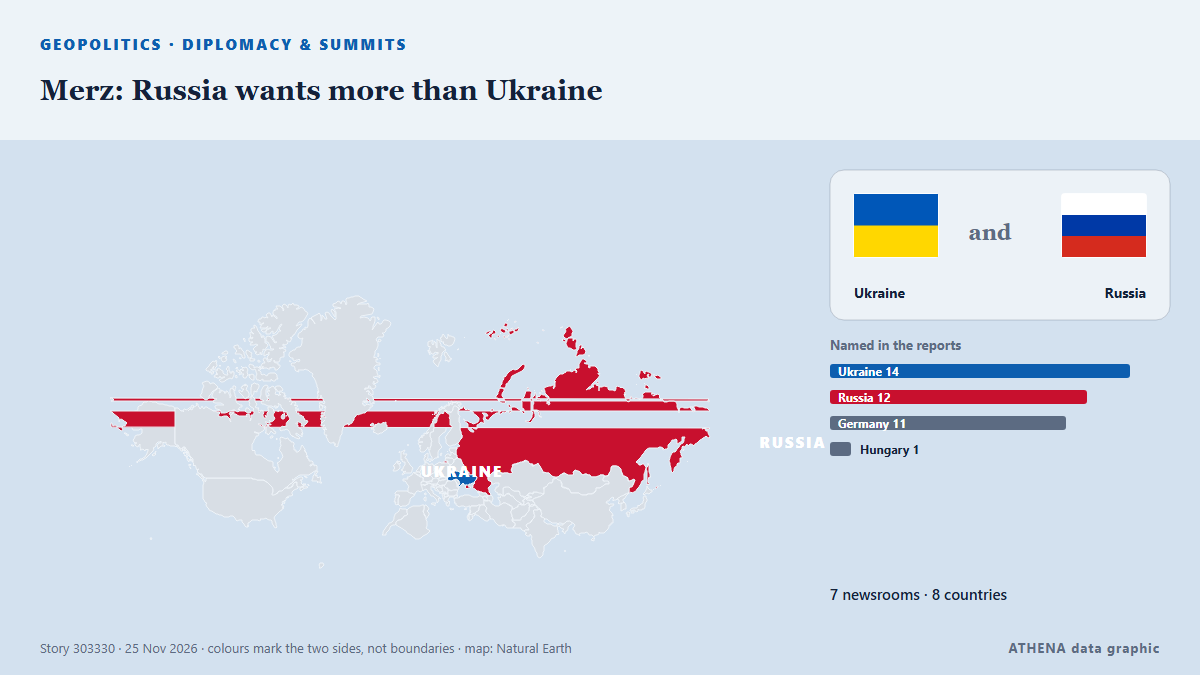 GEOPOLITICS · DIPLOMACY & SUMMITS
Merz: Russia wants more than Ukraine
and
Ukraine
Russia
Named in the reports
Ukraine 14
Russia 12
Germany 11
Hungary 1
RUSSIA
UKRAINE
7 newsrooms · 8 countries
Story 303330 · 25 Nov 2026 · colours mark the two sides, not boundaries · map: Natural Earth
ATHENA data graphic